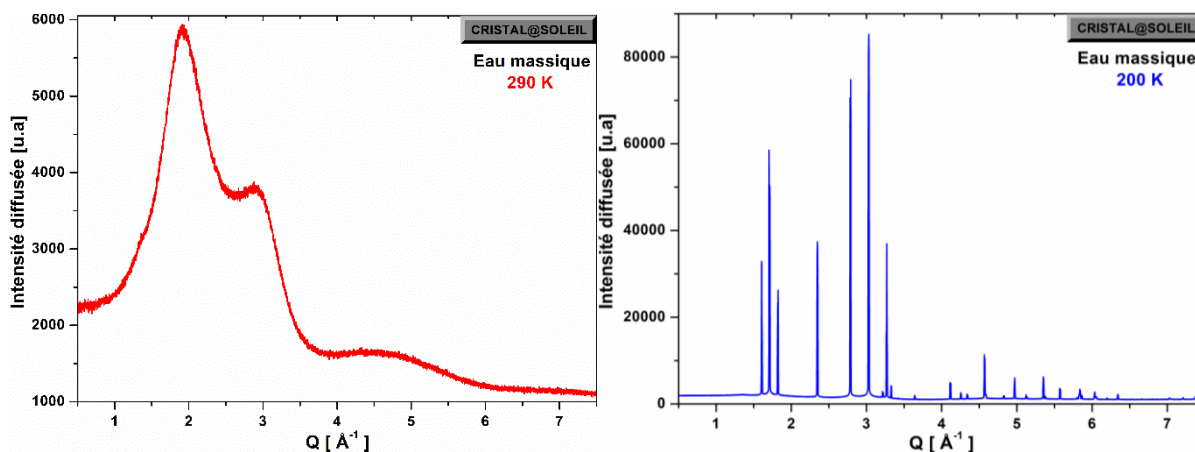 CRISTAL@SOLEIL
Eau massique
290 K
Intensité diffusée [u.a]
6000
5000
4000
3000
2000
1000
1
2
3
4
5
6
7
Q [ Å⁻¹]
CRISTAL@SOLEIL
Eau massique
200 K
Intensité diffusée [u.a]
80000
60000
40000
20000
0
1
2
3
4
5
6
7
Q [ Å⁻¹]